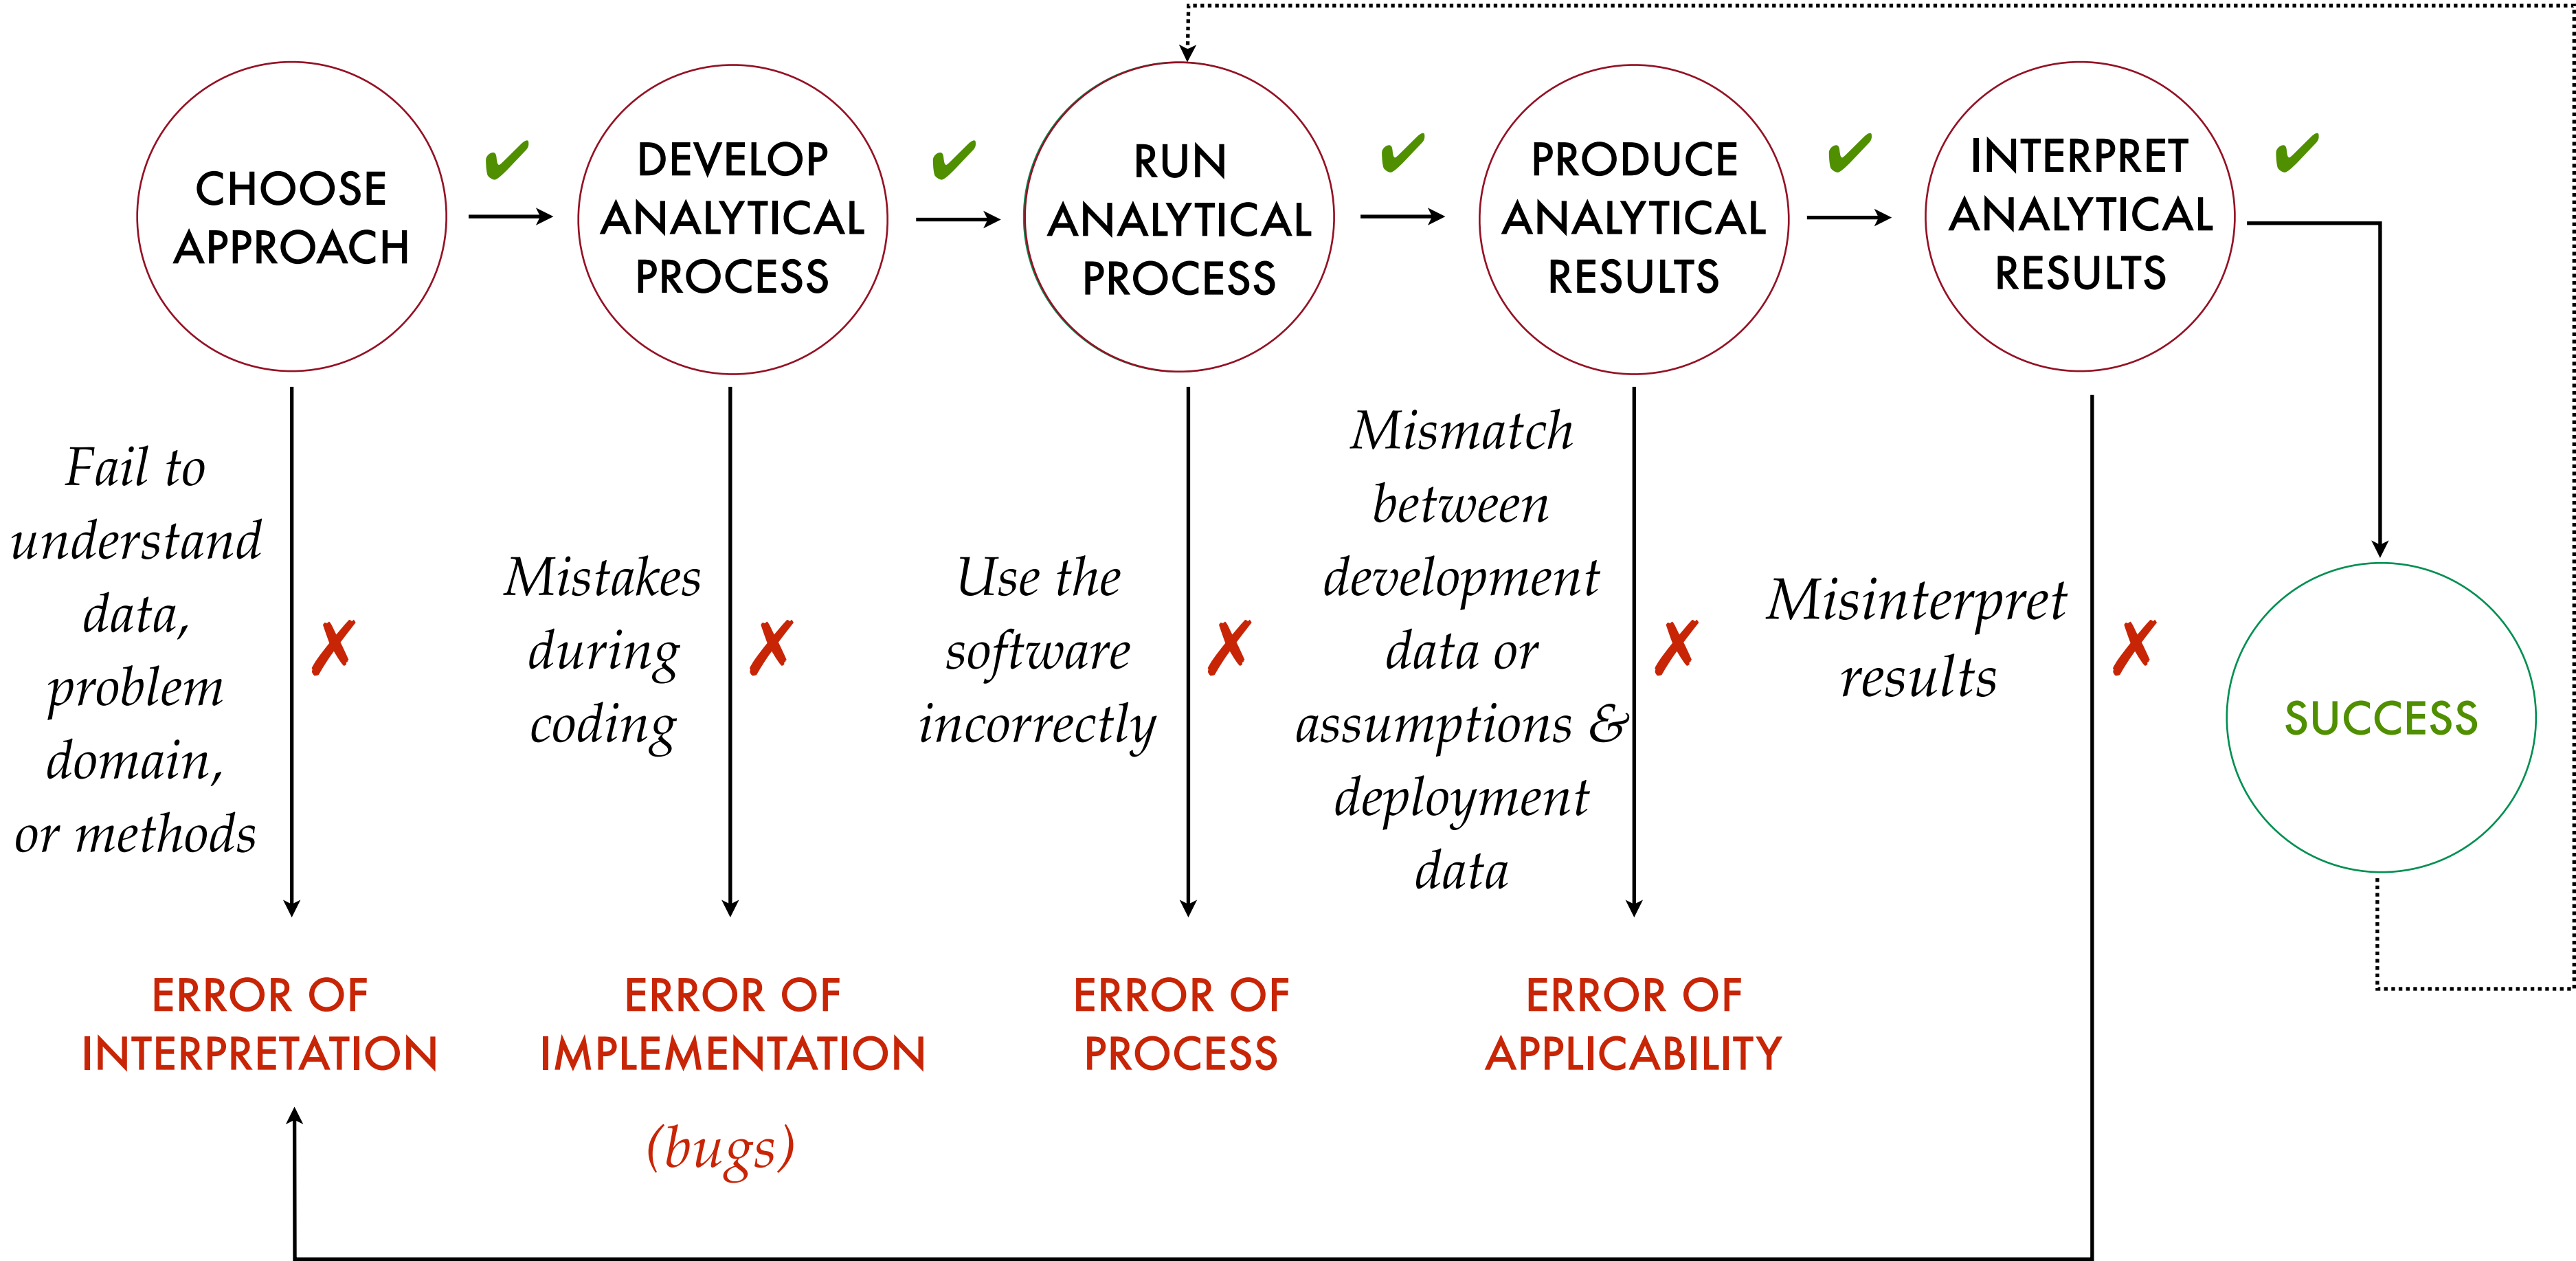 CHOOSE
APPROACH
DEVELOP
ANALYTICAL
PROCESS
RUN
ANALYTICAL
PROCESS
PRODUCE
ANALYTICAL
RESULTS
INTERPRET
ANALYTICAL
RESULTS
Fail to
understand
data,
problem
domain,
or methods
Mistakes
during
coding
Use the
software
incorrectly
Mismatch
between
development
data or
assumptions &
deployment
data
Misinterpret
results
SUCCESS
ERROR OF
INTERPRETATION
ERROR OF
IMPLEMENTATION
(bugs)
ERROR OF
PROCESS
ERROR OF
APPLICABILITY